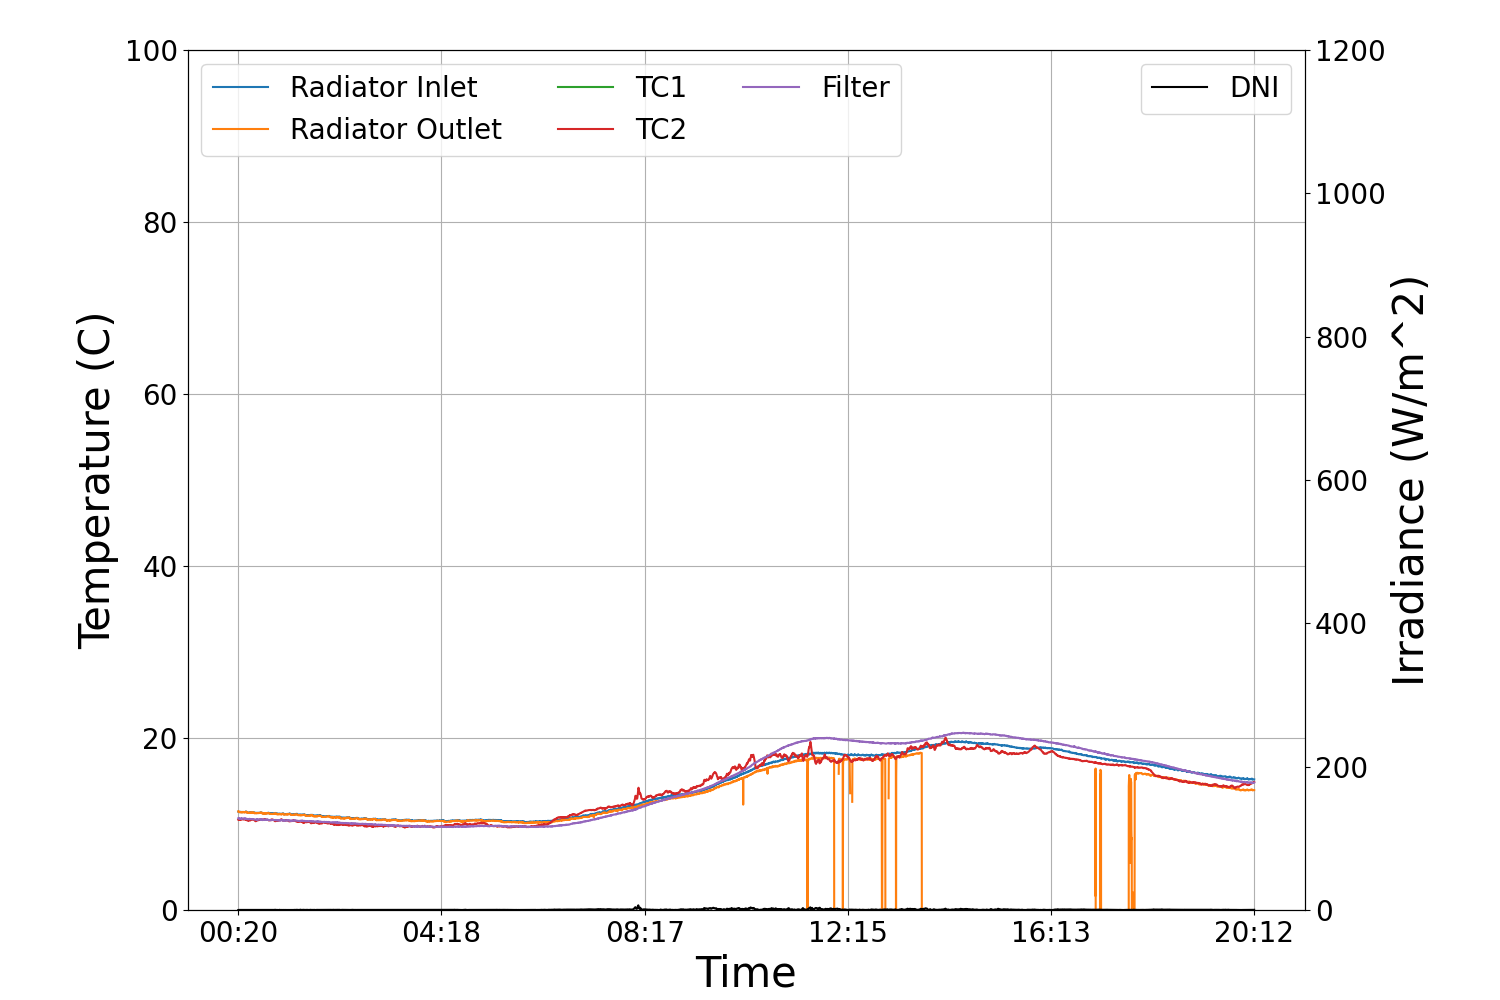 100
80
60
40
20
0
Temperature (C)
Radiator Inlet
Radiator Outlet
TC1
TC2
Filter
DNI
1200
1000
800
600
400
200
0
Irradiance (W/m^2)
00:20 04:18 08:17 12:15 16:13 20:12
Time